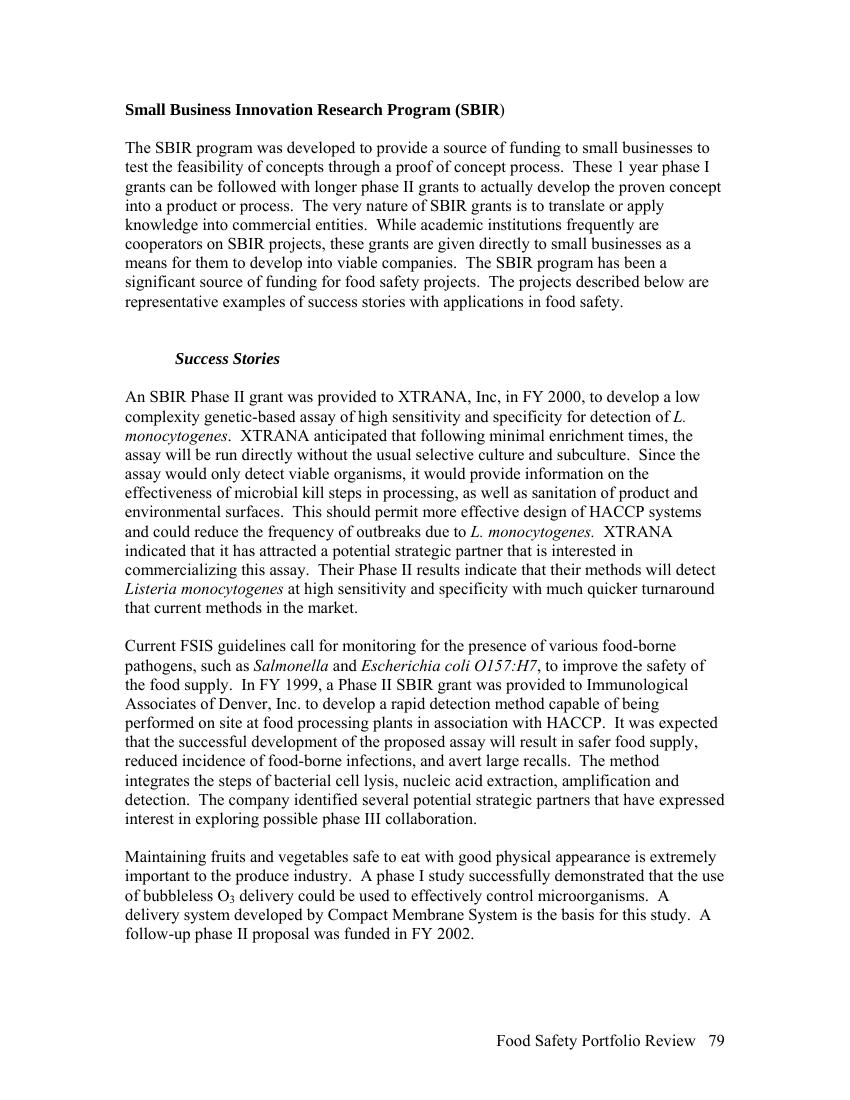 Small Business Innovation Research Program (SBIR)
The SBIR program was developed to provide a source of funding to small businesses to
test the feasibility of concepts through a proof of concept process.  These 1 year phase I
grants can be followed with longer phase II grants to actually develop the proven concept
into a product or process.  The very nature of SBIR grants is to translate or apply
knowledge into commercial entities.  While academic institutions frequently are
cooperators on SBIR projects, these grants are given directly to small businesses as a
means for them to develop into viable companies.  The SBIR program has been a
significant source of funding for food safety projects.  The projects described below are
representative examples of success stories with applications in food safety.
Success Stories
An SBIR Phase II grant was provided to XTRANA, Inc, in FY 2000, to develop a low
complexity genetic-based assay of high sensitivity and specificity for detection of L.
monocytogenes.  XTRANA anticipated that following minimal enrichment times, the
assay will be run directly without the usual selective culture and subculture.  Since the
assay would only detect viable organisms, it would provide information on the
effectiveness of microbial kill steps in processing, as well as sanitation of product and
environmental surfaces.  This should permit more effective design of HACCP systems
and could reduce the frequency of outbreaks due to L. monocytogenes.  XTRANA
indicated that it has attracted a potential strategic partner that is interested in
commercializing this assay.  Their Phase II results indicate that their methods will detect
Listeria monocytogenes at high sensitivity and specificity with much quicker turnaround
that current methods in the market.
Current FSIS guidelines call for monitoring for the presence of various food-borne
pathogens, such as Salmonella and Escherichia coli O157:H7, to improve the safety of
the food supply.  In FY 1999, a Phase II SBIR grant was provided to Immunological
Associates of Denver, Inc. to develop a rapid detection method capable of being
performed on site at food processing plants in association with HACCP.  It was expected
that the successful development of the proposed assay will result in safer food supply,
reduced incidence of food-borne infections, and avert large recalls.  The method
integrates the steps of bacterial cell lysis, nucleic acid extraction, amplification and
detection.  The company identified several potential strategic partners that have expressed
interest in exploring possible phase III collaboration.
Maintaining fruits and vegetables safe to eat with good physical appearance is extremely
important to the produce industry.  A phase I study successfully demonstrated that the use
of bubbleless O₃ delivery could be used to effectively control microorganisms.  A
delivery system developed by Compact Membrane System is the basis for this study.  A
follow-up phase II proposal was funded in FY 2002.
Food Safety Portfolio Review   79